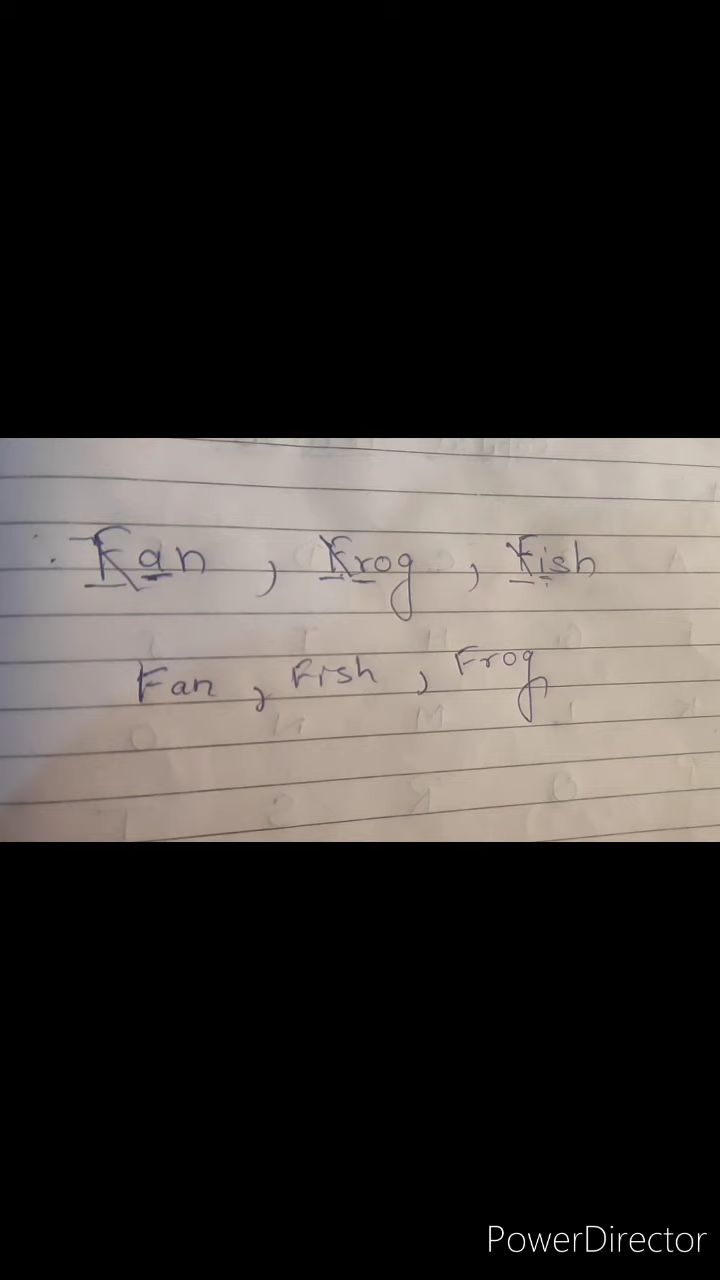 Fan , Frog , Fish
Fan , Fish , Frog
PowerDirector